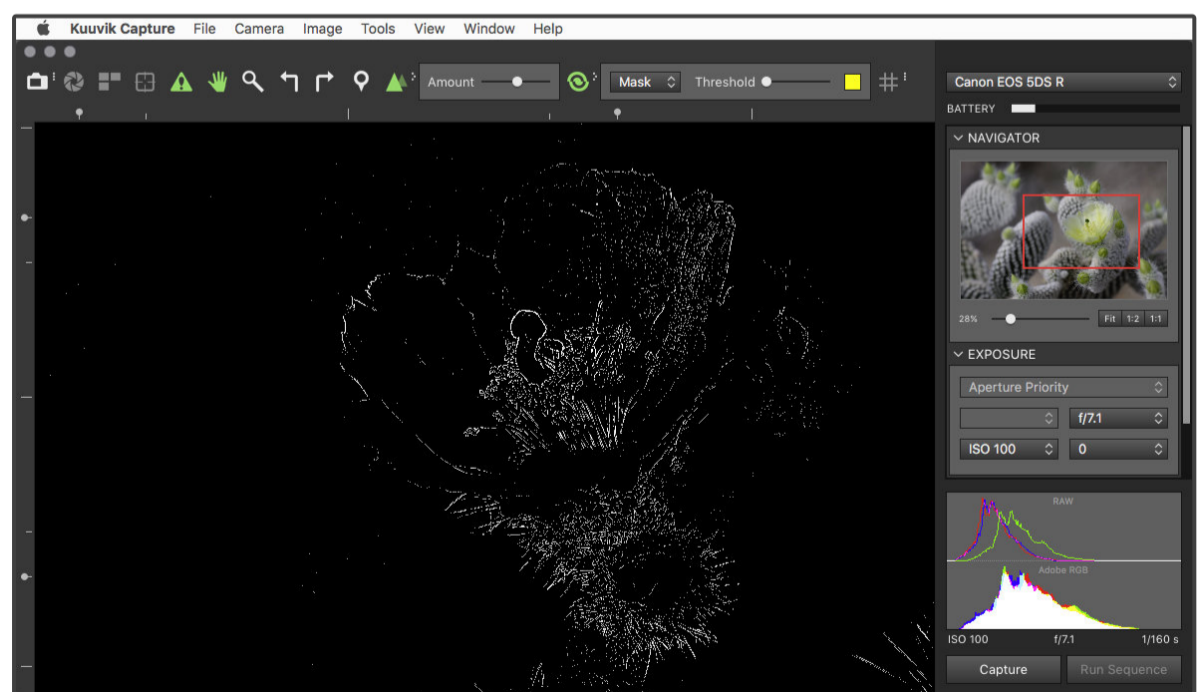 Kuuvik Capture File Camera Image Tools View Window Help
Amount Mask Threshold
Canon EOS 5DS R
BATTERY
NAVIGATOR
28% Fit 1:2 1:1
EXPOSURE
Aperture Priority
f/7.1
ISO 100 0
RAW
Adobe RGB
ISO 100 f/7.1 1/160 s
Capture Run Sequence